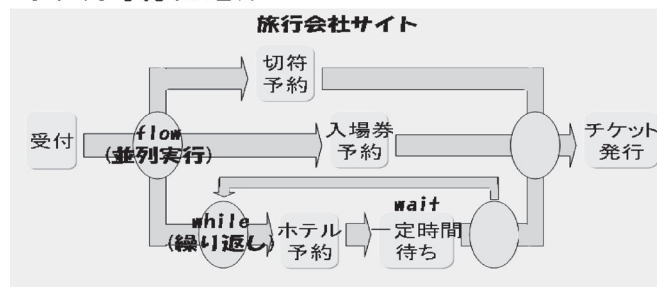 旅行会社サイト
切符
予約
受付
flow
(並列実行)
入場券
予約
チケット
発行
while
(繰り返し)
ホテル
予約
wait
一定時間
待ち